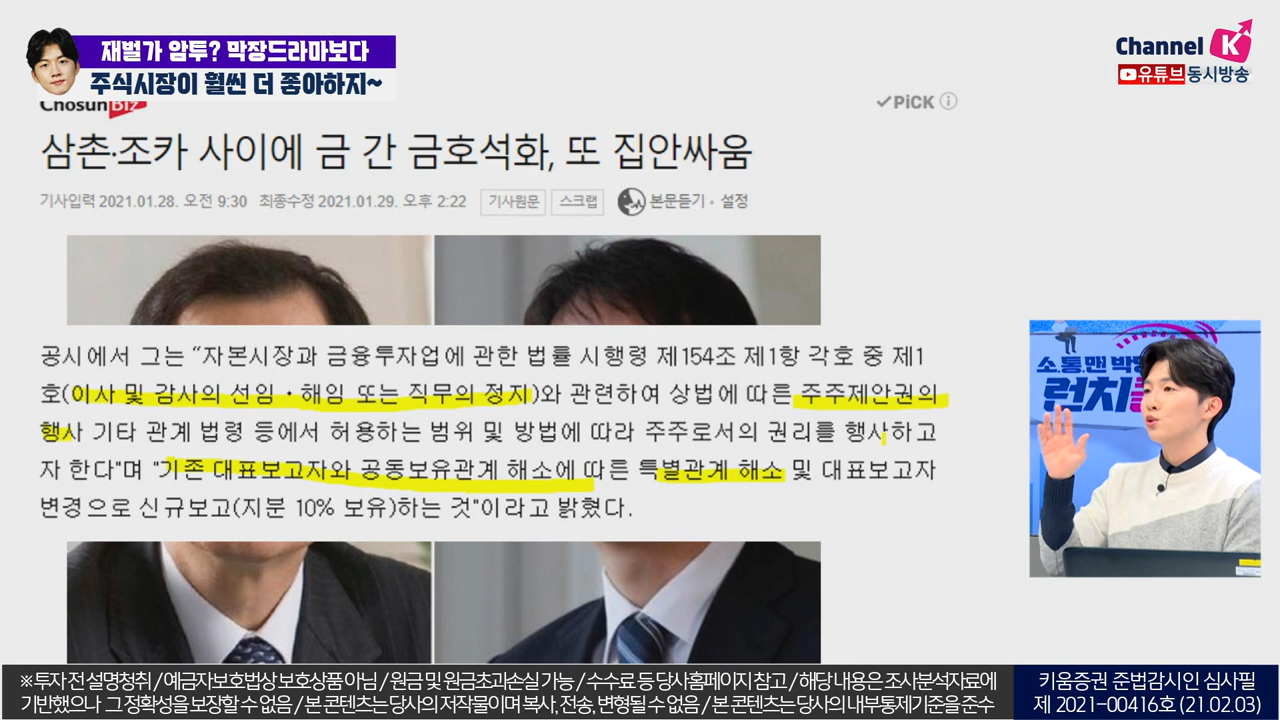 재벌가 암투? 막장드라마보다
주식시장이 훨씬 더 좋아하지~
Channel K
유튜브동시방송
ChosunBiz
PiCK
삼촌·조카 사이에 금 간 금호석화, 또 집안싸움
기사입력 2021.01.28. 오전 9:30 최종수정 2021.01.29. 오후 2:22 기사원문 스크랩 본문듣기 · 설정
공시에서 그는 "자본시장과 금융투자업에 관한 법률 시행령 제154조 제1항 각호 중 제1
호(이사 및 감사의 선임·해임 또는 직무의 정지)와 관련하여 상법에 따른 주주제안권의
행사 기타 관계 법령 등에서 허용하는 범위 및 방법에 따라 주주로서의 권리를 행사하고
자 한다"며 "기존 대표보고자와 공동보유관계 해소에 따른 특별관계 해소 및 대표보고자
변경으로 신규보고(지분 10% 보유)하는 것"이라고 밝혔다.
소.통.맨 박
런치
※ 투자 전 설명청취 / 예금자보호법상 보호상품 아님 / 원금 및 원금초과손실 가능 / 수수료 등 당사홈페이지 참고 / 해당 내용은 조사분석자료에
기반했으나 그 정확성을 보장할 수 없음 / 본 콘텐츠는 당사의 저작물이며 복사, 전송, 변형될 수 없음 / 본 콘텐츠는 당사의 내부통제기준을 준수
키움증권 준법감시인 심사필
제 2021-00416호 (21.02.03)